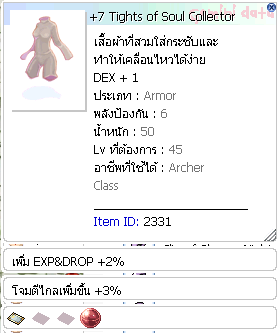 +7 Tights of Soul Collector
เสื้อผ้าที่สวมใส่กระชับและ
ทำให้เคลื่อนไหวได้ง่าย
DEX + 1
ประเภท : Armor
พลังป้องกัน : 6
น้ำหนัก : 50
Lv ที่ต้องการ : 45
อาชีพที่ใช้ได้ : Archer
Class
Item ID: 2331
เพิ่ม EXP&DROP +2%
โจมตีไกลเพิ่มขึ้น +3%